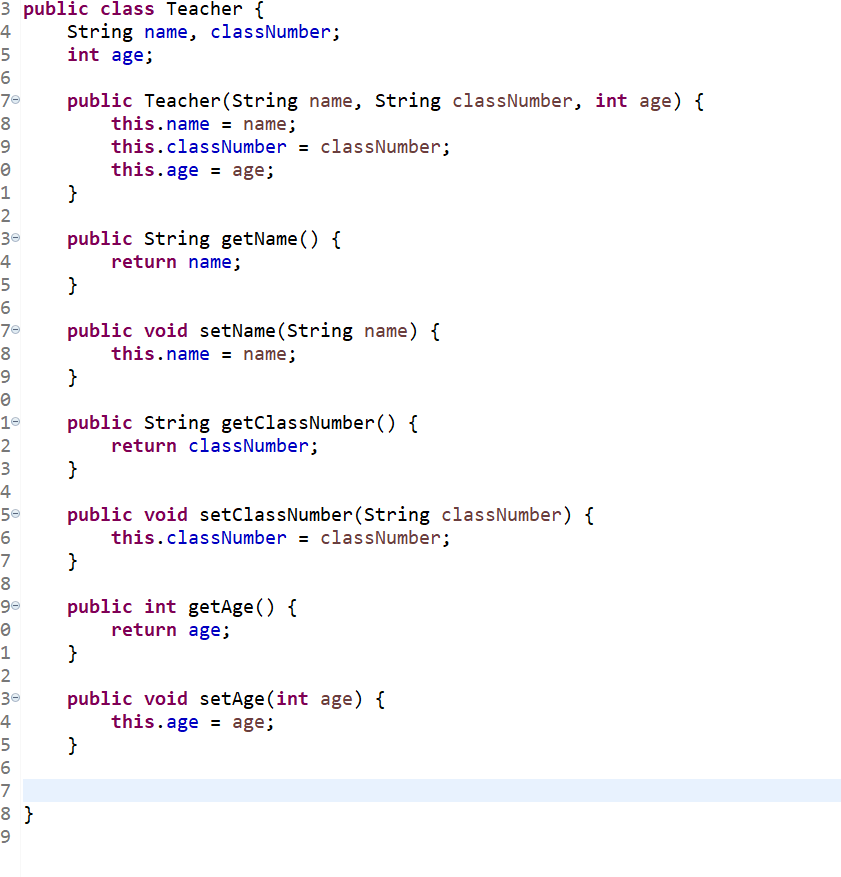 3 public class Teacher {
4     String name, classNumber;
5     int age;
6
7     public Teacher(String name, String classNumber, int age) {
8         this.name = name;
9         this.classNumber = classNumber;
0         this.age = age;
1     }
2
3     public String getName() {
4         return name;
5     }
6
7     public void setName(String name) {
8         this.name = name;
9     }
0
1     public String getClassNumber() {
2         return classNumber;
3     }
4
5     public void setClassNumber(String classNumber) {
6         this.classNumber = classNumber;
7     }
8
9     public int getAge() {
0         return age;
1     }
2
3     public void setAge(int age) {
4         this.age = age;
5     }
6
7
8 }
9